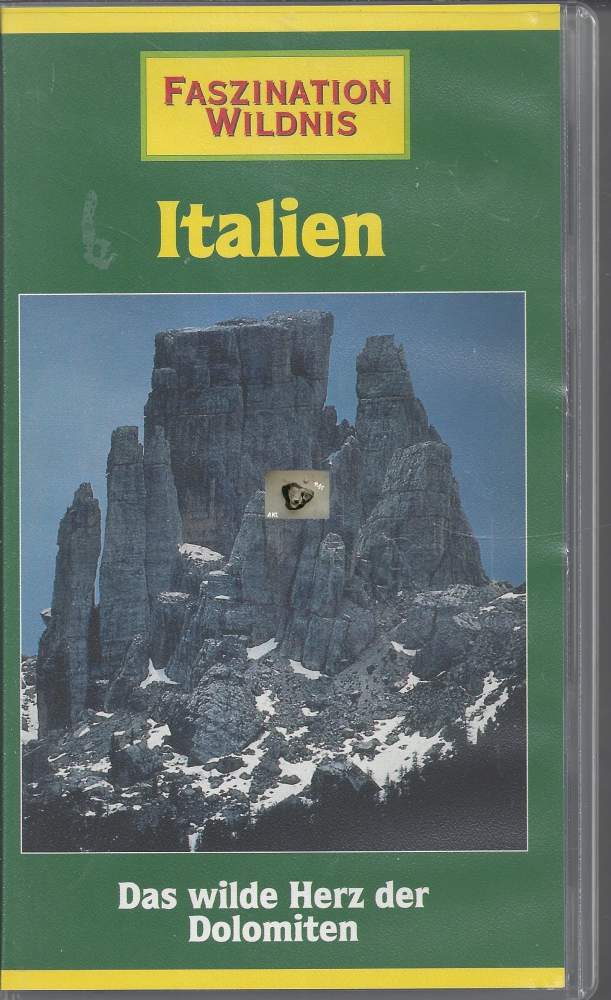 FASZINATION
WILDNIS
Italien
Das wilde Herz der
Dolomiten